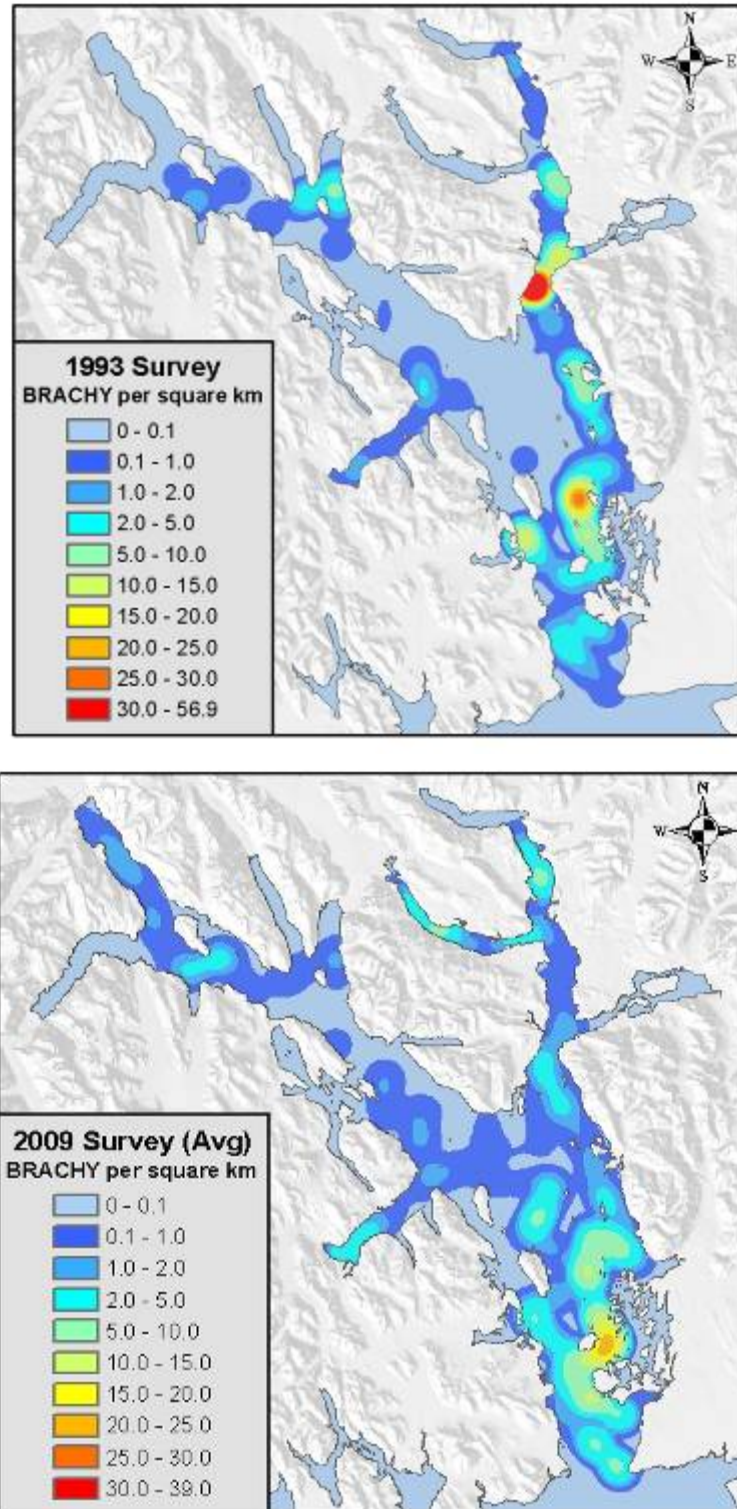 N
W E
S
1993 Survey
BRACHY per square km
0 - 0.1
0.1 - 1.0
1.0 - 2.0
2.0 - 5.0
5.0 - 10.0
10.0 - 15.0
15.0 - 20.0
20.0 - 25.0
25.0 - 30.0
30.0 - 56.9
N
W E
S
2009 Survey (Avg)
BRACHY per square km
0 - 0.1
0.1 - 1.0
1.0 - 2.0
2.0 - 5.0
5.0 - 10.0
10.0 - 15.0
15.0 - 20.0
20.0 - 25.0
25.0 - 30.0
30.0 - 39.0